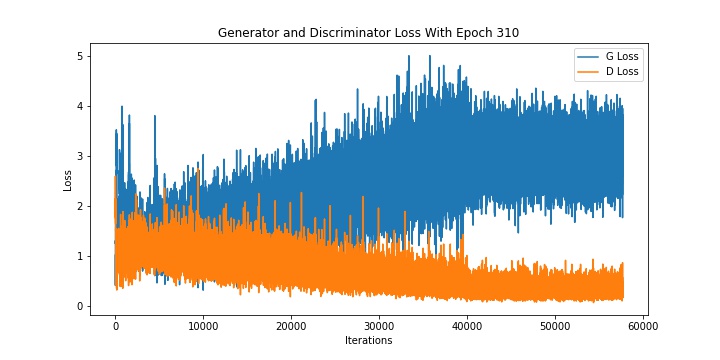 Generator and Discriminator Loss With Epoch 310
G Loss
D Loss
Loss
5
4
3
2
1
0
0 10000 20000 30000 40000 50000 60000
Iterations